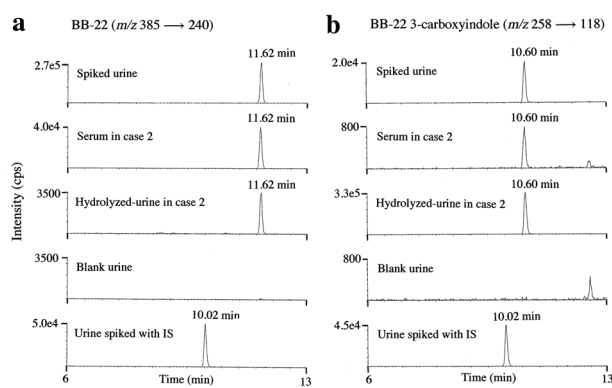 a BB-22 (m/z 385 ⟶ 240)
11.62 min
2.7e5
Spiked urine
11.62 min
4.0e4
Serum in case 2
11.62 min
3500
Hydrolyzed-urine in case 2
3500
Blank urine
10.02 min
5.0e4
Urine spiked with IS
6 Time (min) 13
Intensity (cps)
b BB-22 3-carboxyindole (m/z 258 ⟶ 118)
10.60 min
2.0e4
Spiked urine
10.60 min
800
Serum in case 2
10.60 min
3.3e5
Hydrolyzed-urine in case 2
800
Blank urine
10.02 min
4.5e4
Urine spiked with IS
6 Time (min) 13